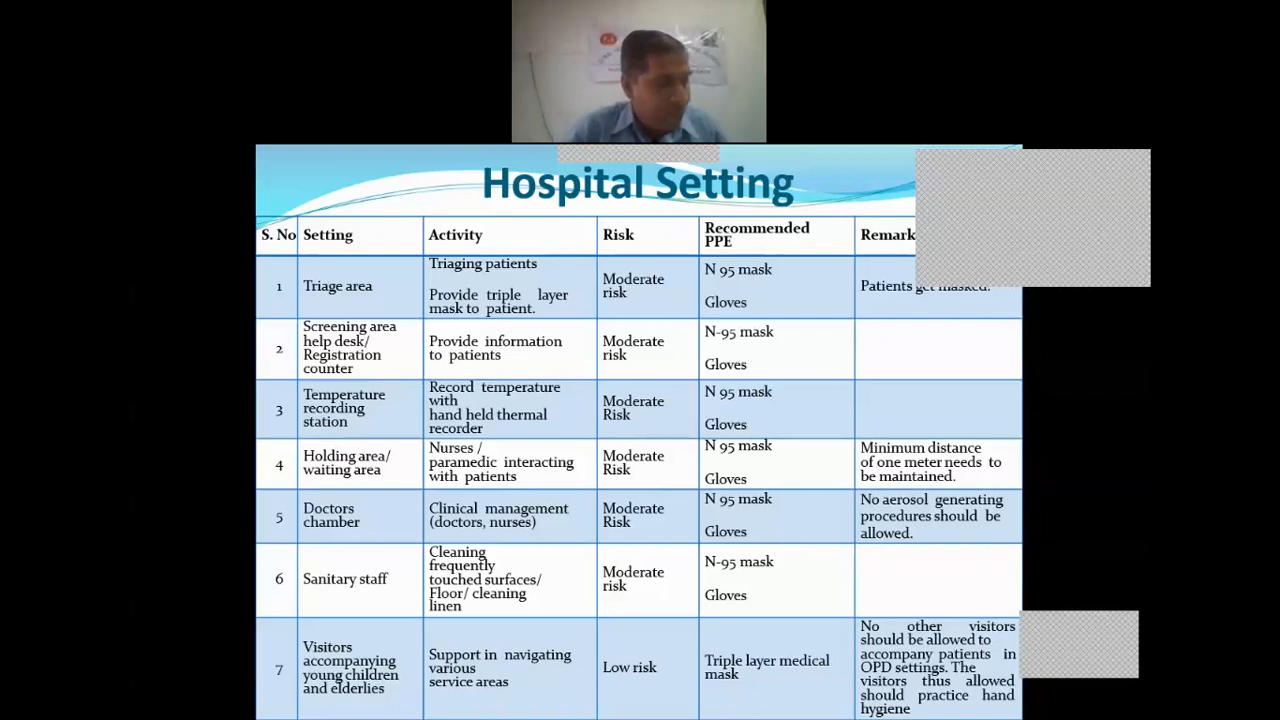 Hospital Setting
S. No Setting Activity Risk Recommended PPE Remark
1 Triage area Triaging patients Moderate risk N 95 mask Patients get masked.
Provide triple layer mask to patient. Gloves
2 Screening area help desk/ Registration counter Provide information to patients Moderate risk N-95 mask
Gloves
3 Temperature recording station Record temperature with hand held thermal recorder Moderate Risk N 95 mask
Gloves
4 Holding area/ waiting area Nurses / paramedic interacting with patients Moderate Risk N 95 mask Minimum distance of one meter needs to be maintained.
Gloves
5 Doctors chamber Clinical management (doctors, nurses) Moderate Risk N 95 mask No aerosol generating procedures should be allowed.
Gloves
6 Sanitary staff Cleaning frequently touched surfaces/ Floor/ cleaning linen Moderate risk N-95 mask
Gloves
7 Visitors accompanying young children and elderlies Support in navigating various service areas Low risk Triple layer medical mask No other visitors should be allowed to accompany patients in OPD settings. The visitors thus allowed should practice hand hygiene